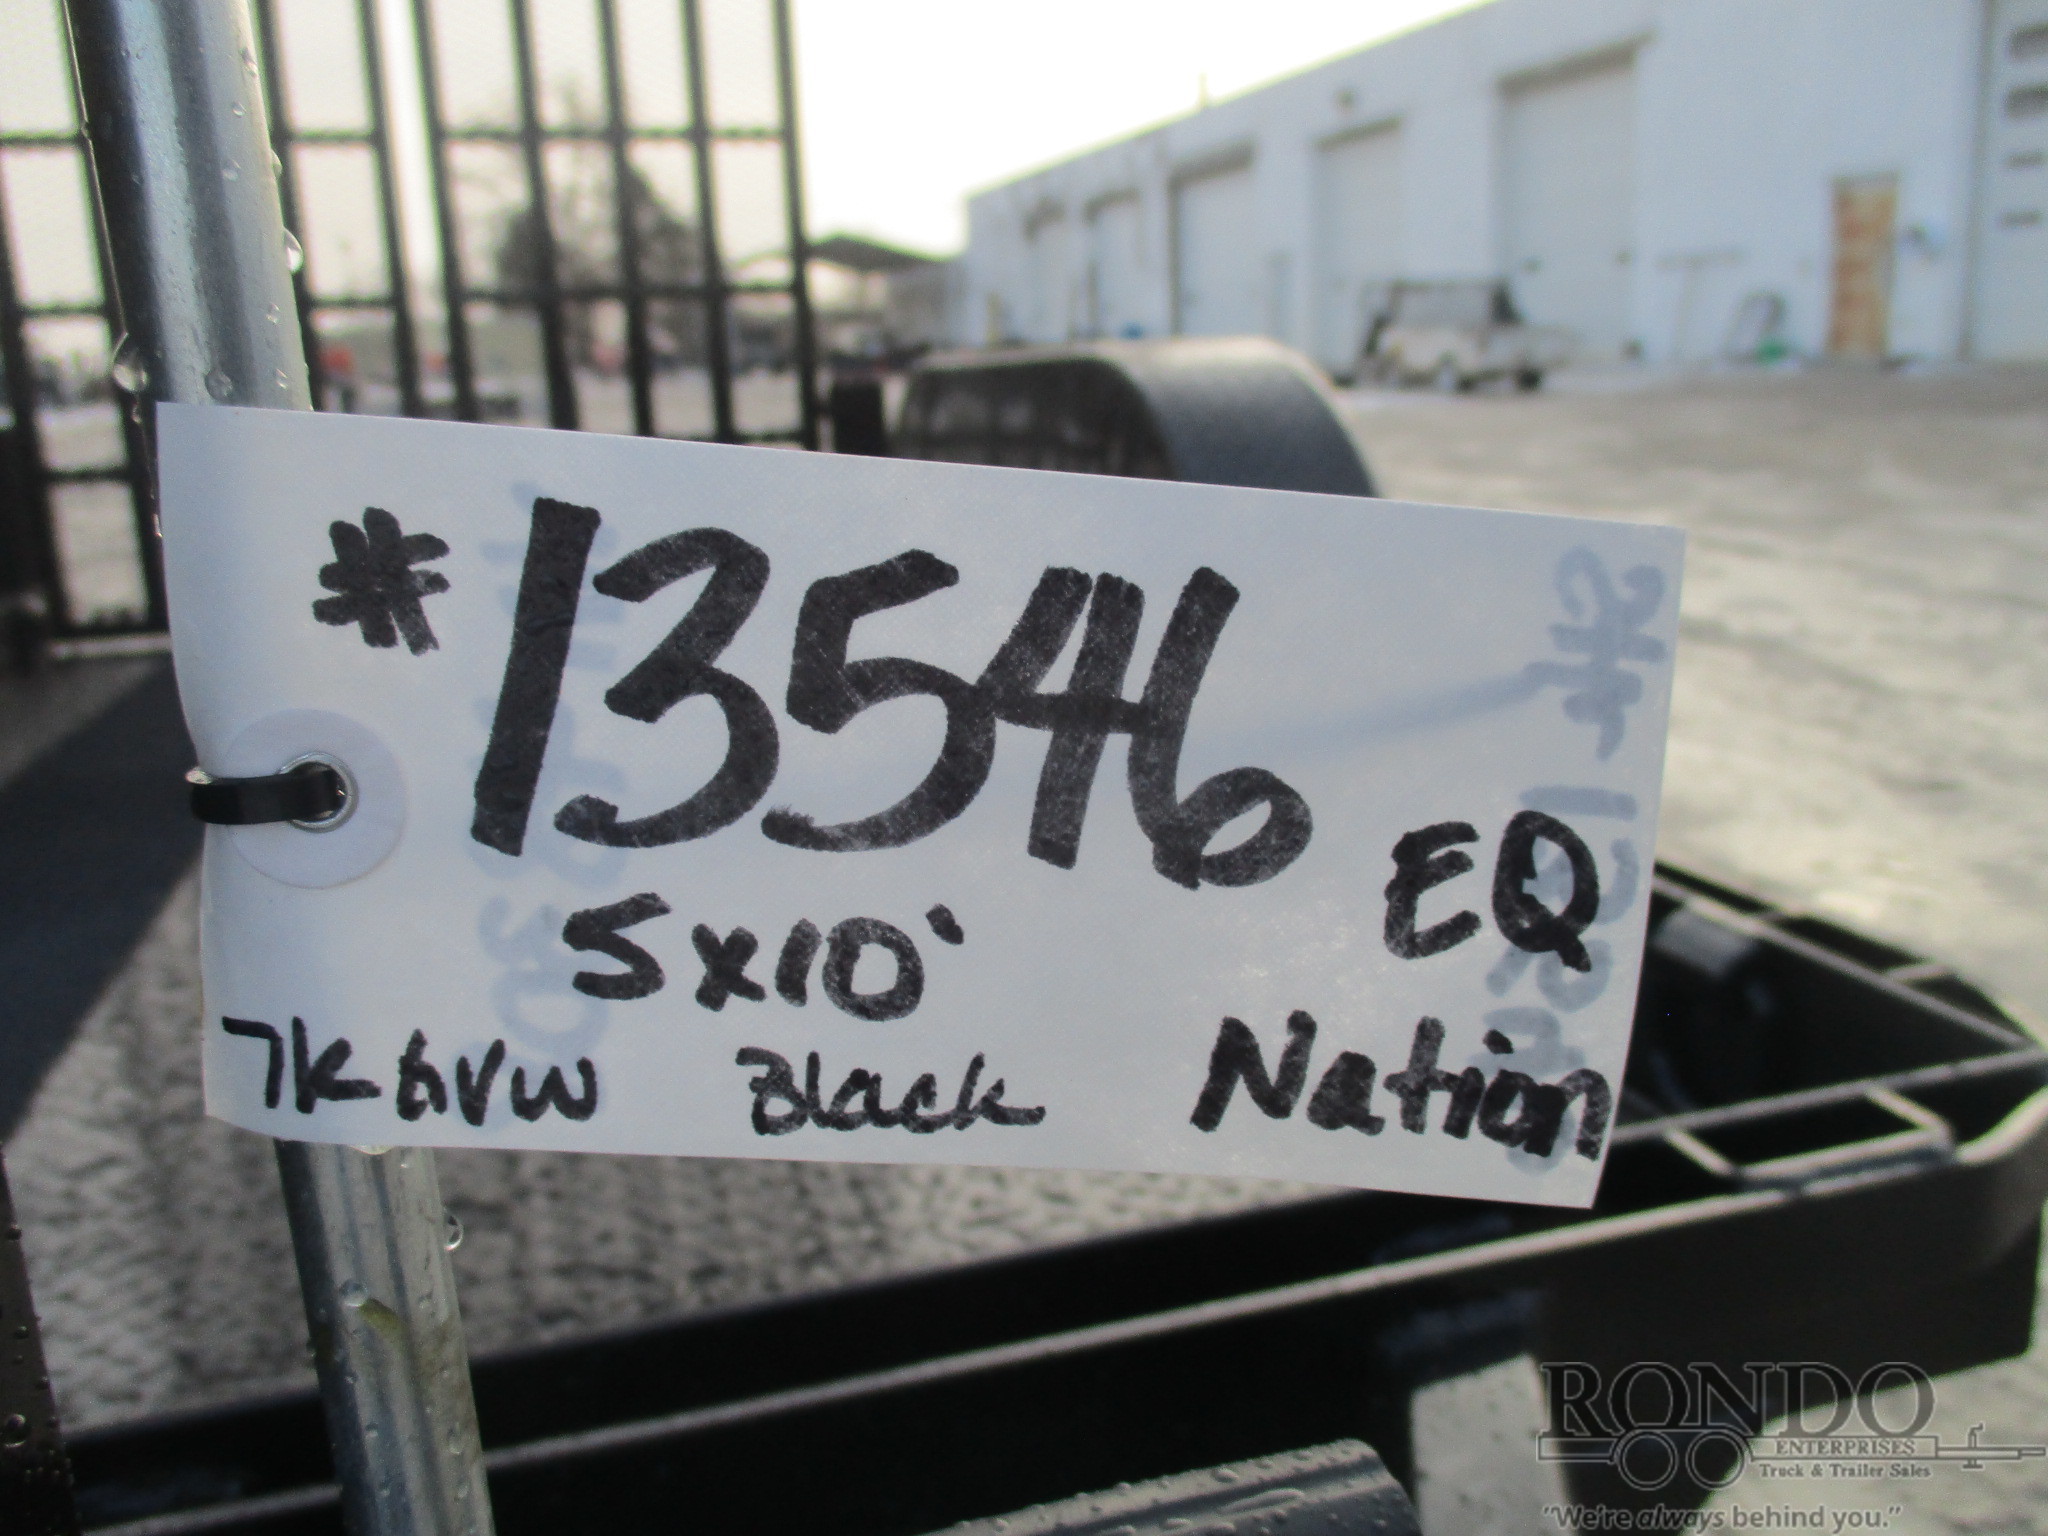 #13546
5x10' EQ
7K GVW Black Nation
RONDO
ENTERPRISES
Truck & Trailer Sales
"We're always behind you."